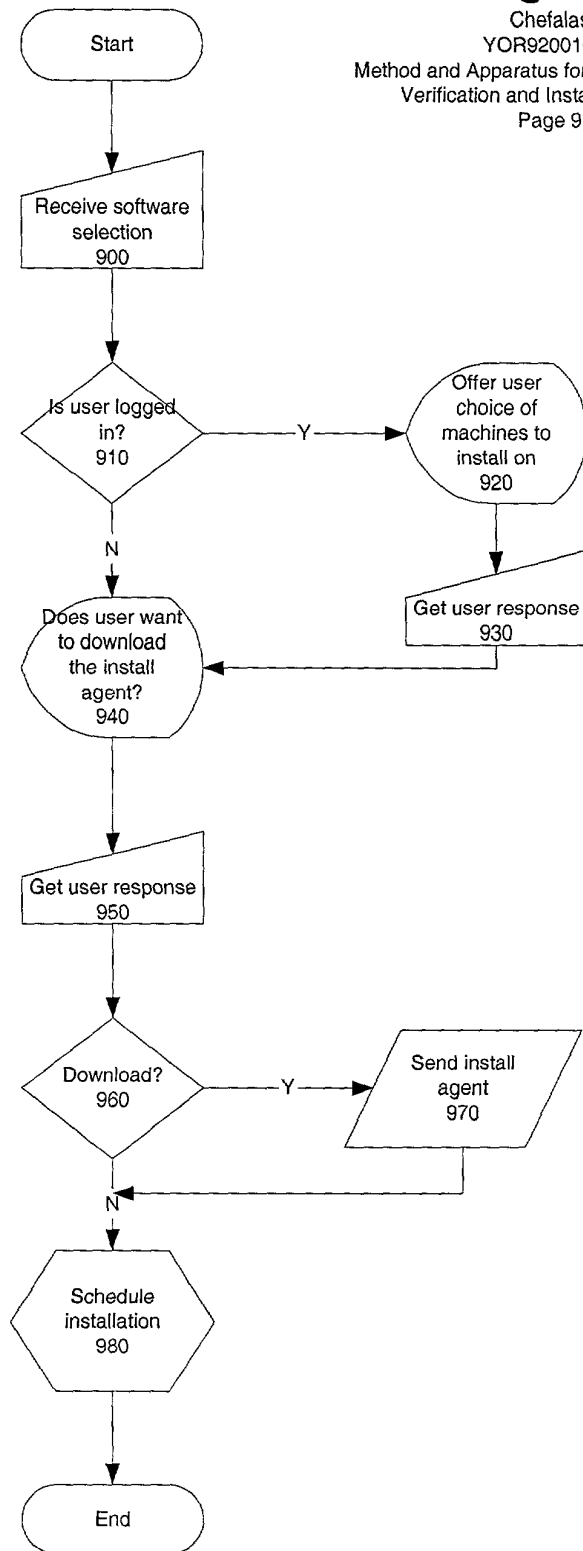 Chefalas
YOR92001
Method and Apparatus for
Verification and Insta
Page 9
Start
Receive software
selection
900
Is user logged
in?
910
Y
Offer user
choice of
machines to
install on
920
N
Get user response
930
Does user want
to download
the install
agent?
940
Get user response
950
Download?
960
Y
Send install
agent
970
N
Schedule
installation
980
End